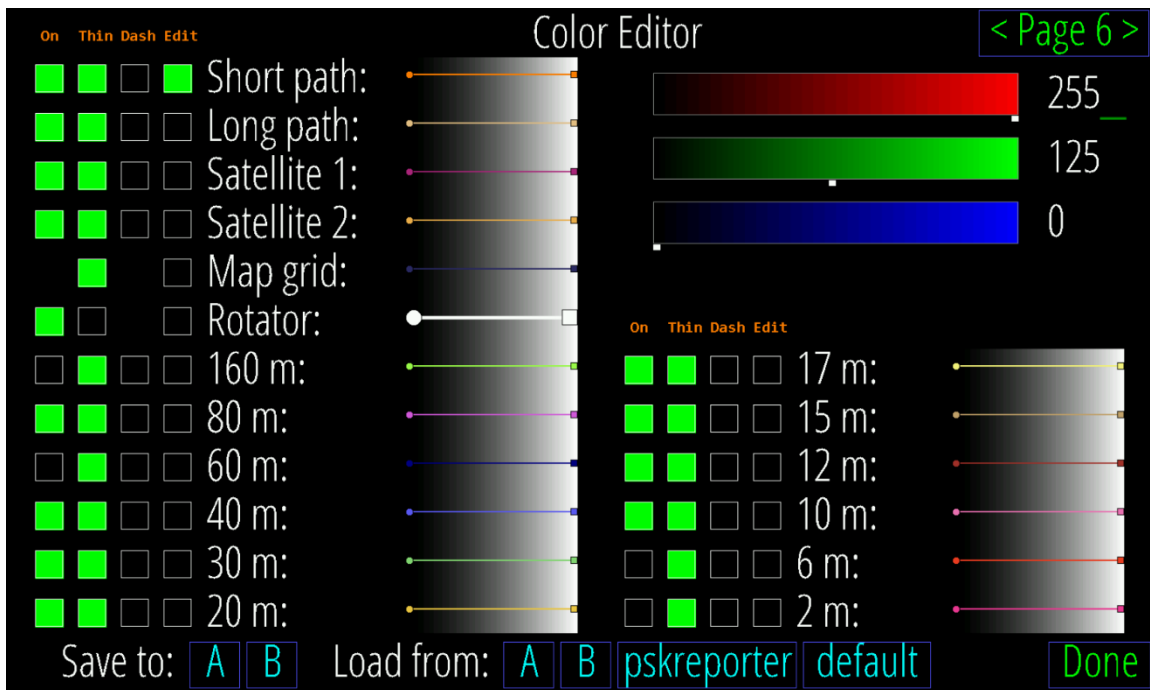 Color Editor
< Page 6 >
On Thin Dash Edit
Short path:
Long path:
Satellite 1:
Satellite 2:
Map grid:
Rotator:
160 m:
80 m:
60 m:
40 m:
30 m:
20 m:
255
125
0
On Thin Dash Edit
17 m:
15 m:
12 m:
10 m:
6 m:
2 m:
Save to: A B Load from: A B pskreporter default Done